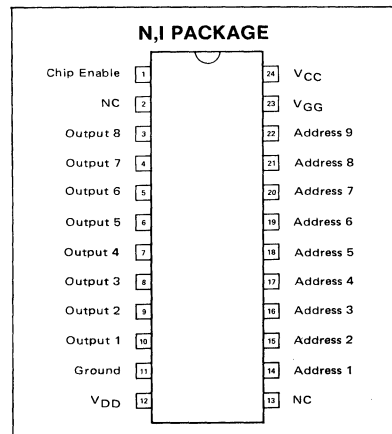 N,I PACKAGE
Chip Enable 1 24 VCC
NC 2 23 VGG
Output 8 3 22 Address 9
Output 7 4 21 Address 8
Output 6 5 20 Address 7
Output 5 6 19 Address 6
Output 4 7 18 Address 5
Output 3 8 17 Address 4
Output 2 9 16 Address 3
Output 1 10 15 Address 2
Ground 11 14 Address 1
VDD 12 13 NC